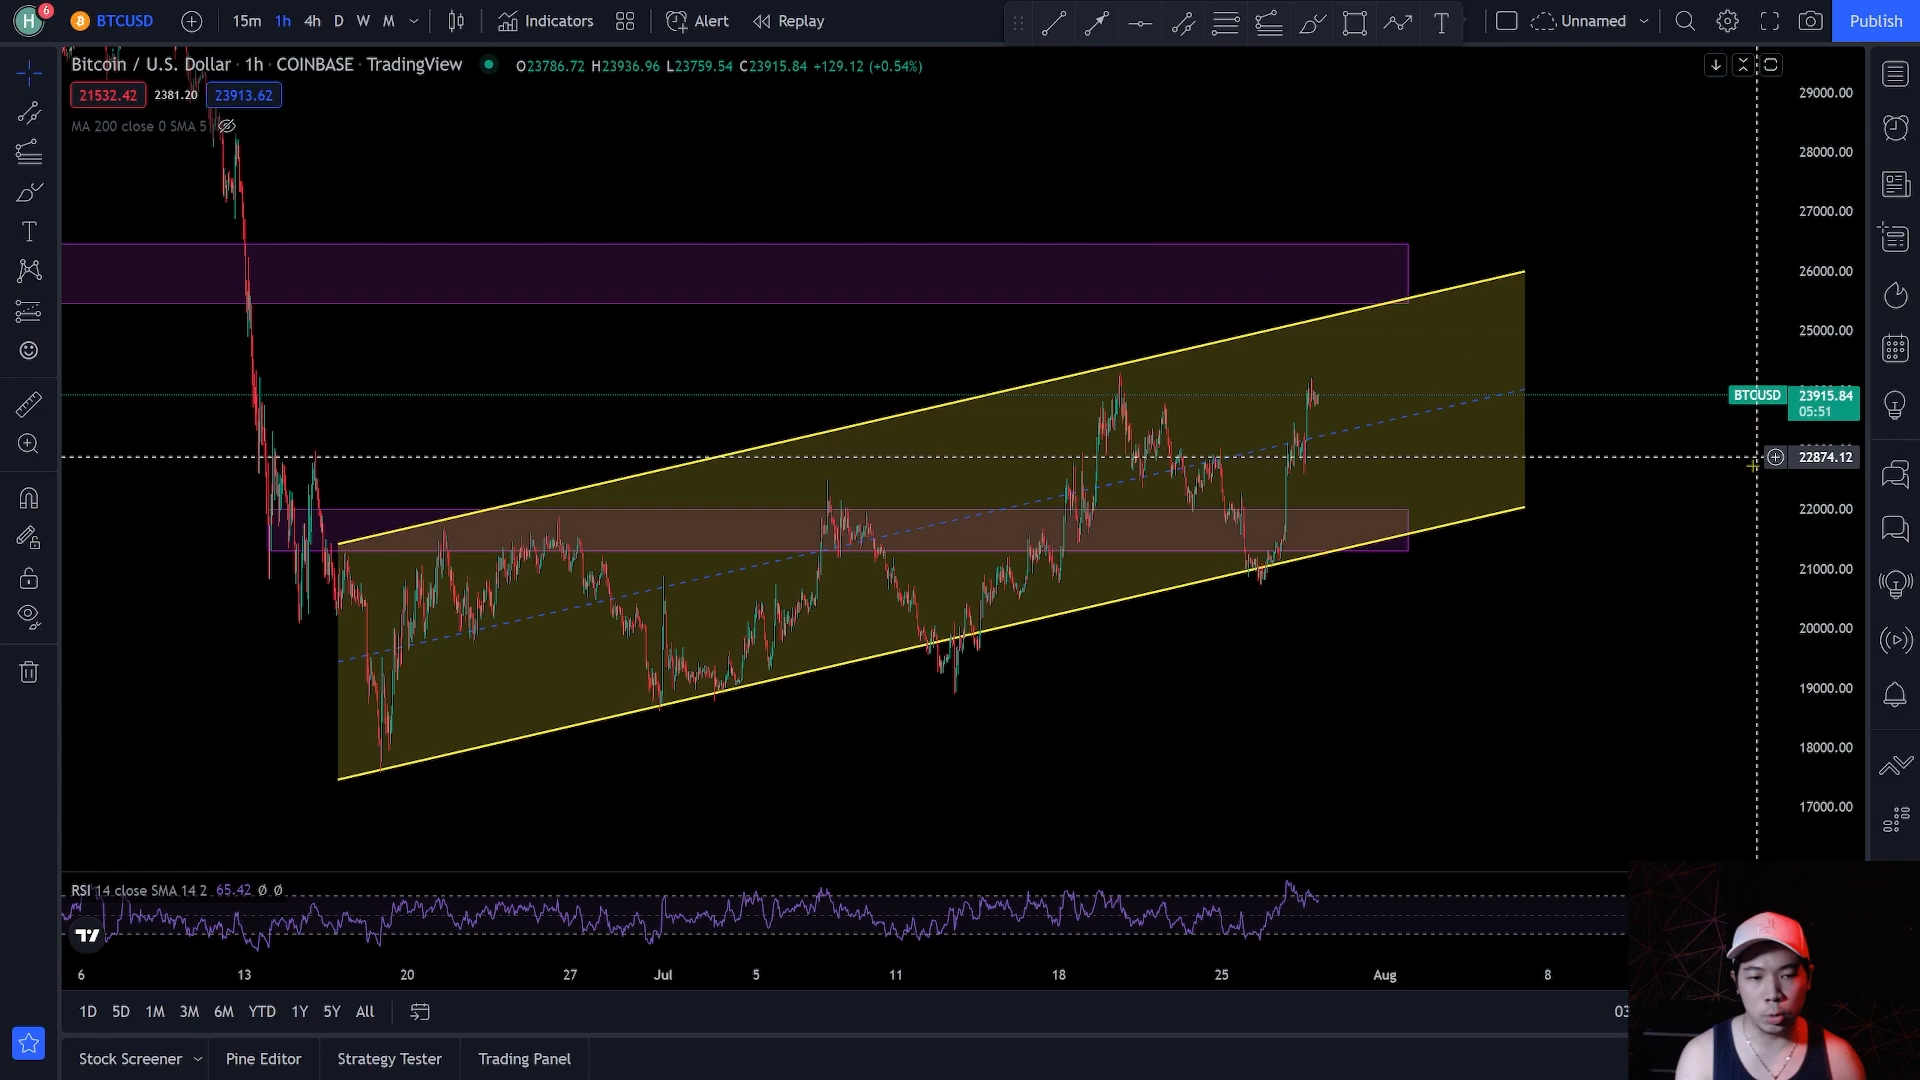 H 6 BTCUSD 15m 1h 4h D W M Indicators Alert Replay Unnamed Publish
Bitcoin / U.S. Dollar · 1h · COINBASE · TradingView O23786.72 H23936.96 L23759.54 C23915.84 +129.12 (+0.54%)
21532.42 2381.20 23913.62
MA 200 close 0 SMA 5
29000.00
28000.00
27000.00
26000.00
25000.00
BTCUSD 23915.84
05:51
22874.12
22000.00
21000.00
20000.00
19000.00
18000.00
17000.00
RSI 14 close SMA 14 2 65.42 Ø Ø
6 13 20 27 Jul 5 11 18 25 Aug 8
1D 5D 1M 3M 6M YTD 1Y 5Y All 03
Stock Screener Pine Editor Strategy Tester Trading Panel